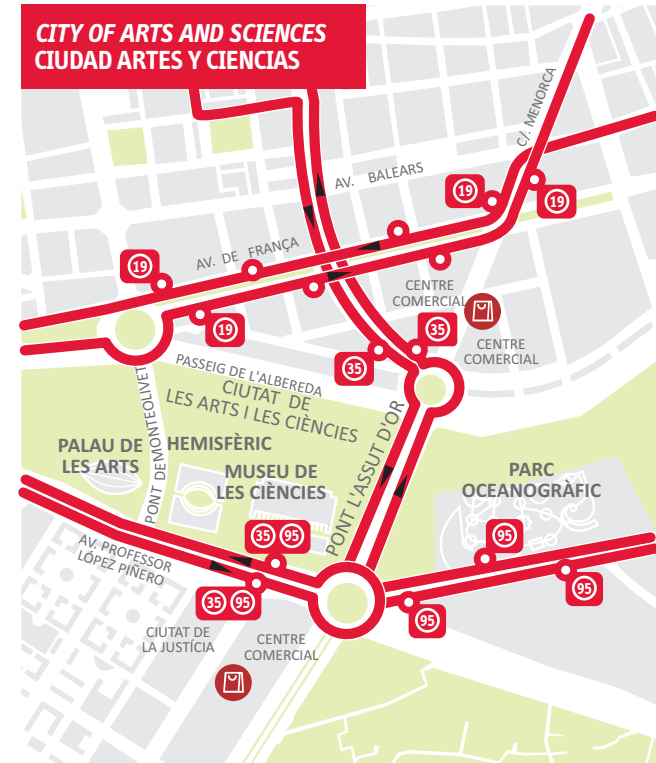 CITY OF ARTS AND SCIENCES
CIUDAD ARTES Y CIENCIAS
C/. MENORCA
AV. BALEARS
19
19
AV. DE FRANÇA
19
CENTRE
COMERCIAL
19
35
CENTRE
COMERCIAL
35
PASSEIG DE L'ALBEREDA
CIUTAT DE
LES ARTS I LES CIÈNCIES
PONT DE MONTEOLIVET
PONT L'ASSUT D'OR
PALAU DE
LES ARTS
HEMISFÈRIC
MUSEU DE
LES CIÈNCIES
PARC
OCEANOGRÀFIC
35 95
AV. PROFESSOR
LÓPEZ PIÑERO
95
95
35 95
95
CIUTAT DE
LA JUSTÍCIA
CENTRE
COMERCIAL